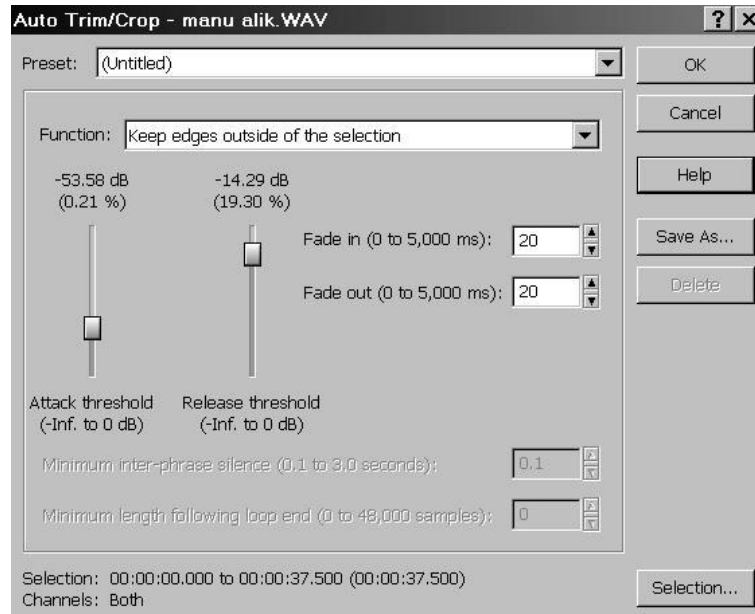 Auto Trim/Crop - manu alik.WAV
Preset: (Untitled)
OK
Cancel
Help
Save As...
Delete
Function: Keep edges outside of the selection
-53.58 dB
(0.21 %)
-14.29 dB
(19.30 %)
Fade in (0 to 5,000 ms): 20
Fade out (0 to 5,000 ms): 20
Attack threshold
(-Inf. to 0 dB)
Release threshold
(-Inf. to 0 dB)
Minimum inter-phrase silence (0.1 to 3.0 seconds): 0.1
Minimum length following loop end (0 to 48,000 samples): 0
Selection: 00:00:00.000 to 00:00:37.500 (00:00:37.500)
Channels: Both
Selection...